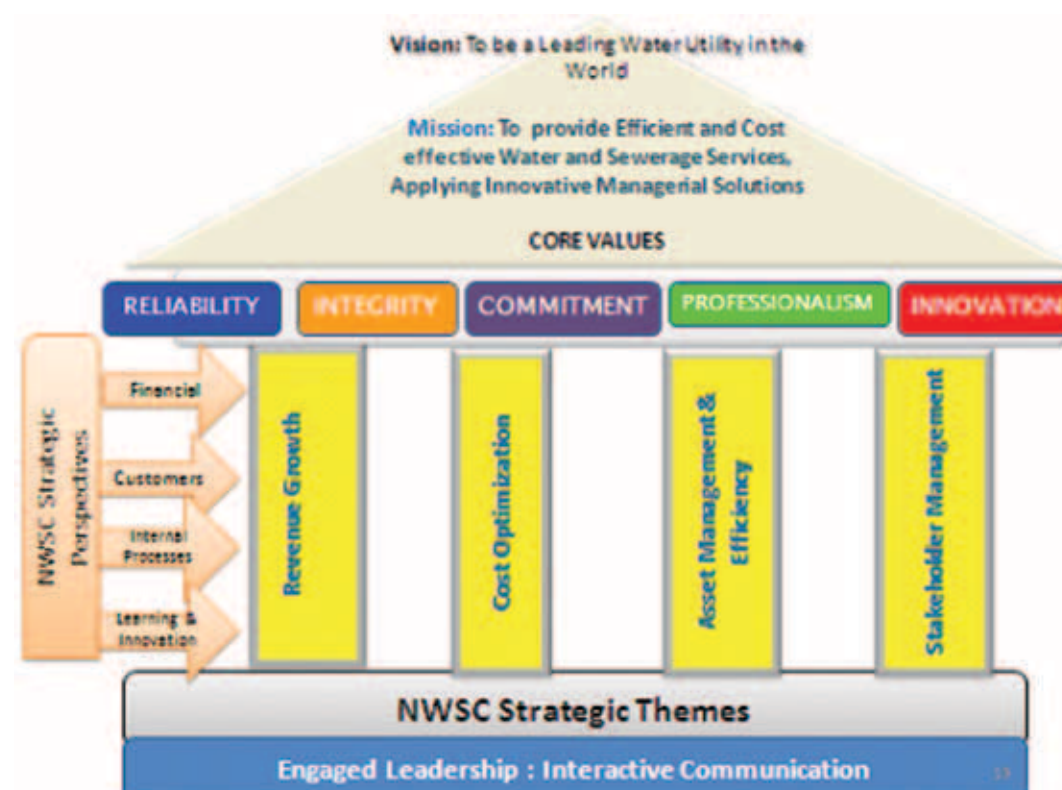 Vision: To be a Leading Water Utility in the
World
Mission: To provide Efficient and Cost
effective Water and Sewerage Services,
Applying Innovative Managerial Solutions
CORE VALUES
RELIABILITY
INTEGRITY
COMMITMENT
PROFESSIONALISM
INNOVATION
NWSC Strategic
Perspectives
Financial
Customers
Internal
Processes
Learning &
Innovation
Revenue Growth
Cost Optimization
Asset Management &
Efficiency
Stakeholder Management
NWSC Strategic Themes
Engaged Leadership : Interactive Communication